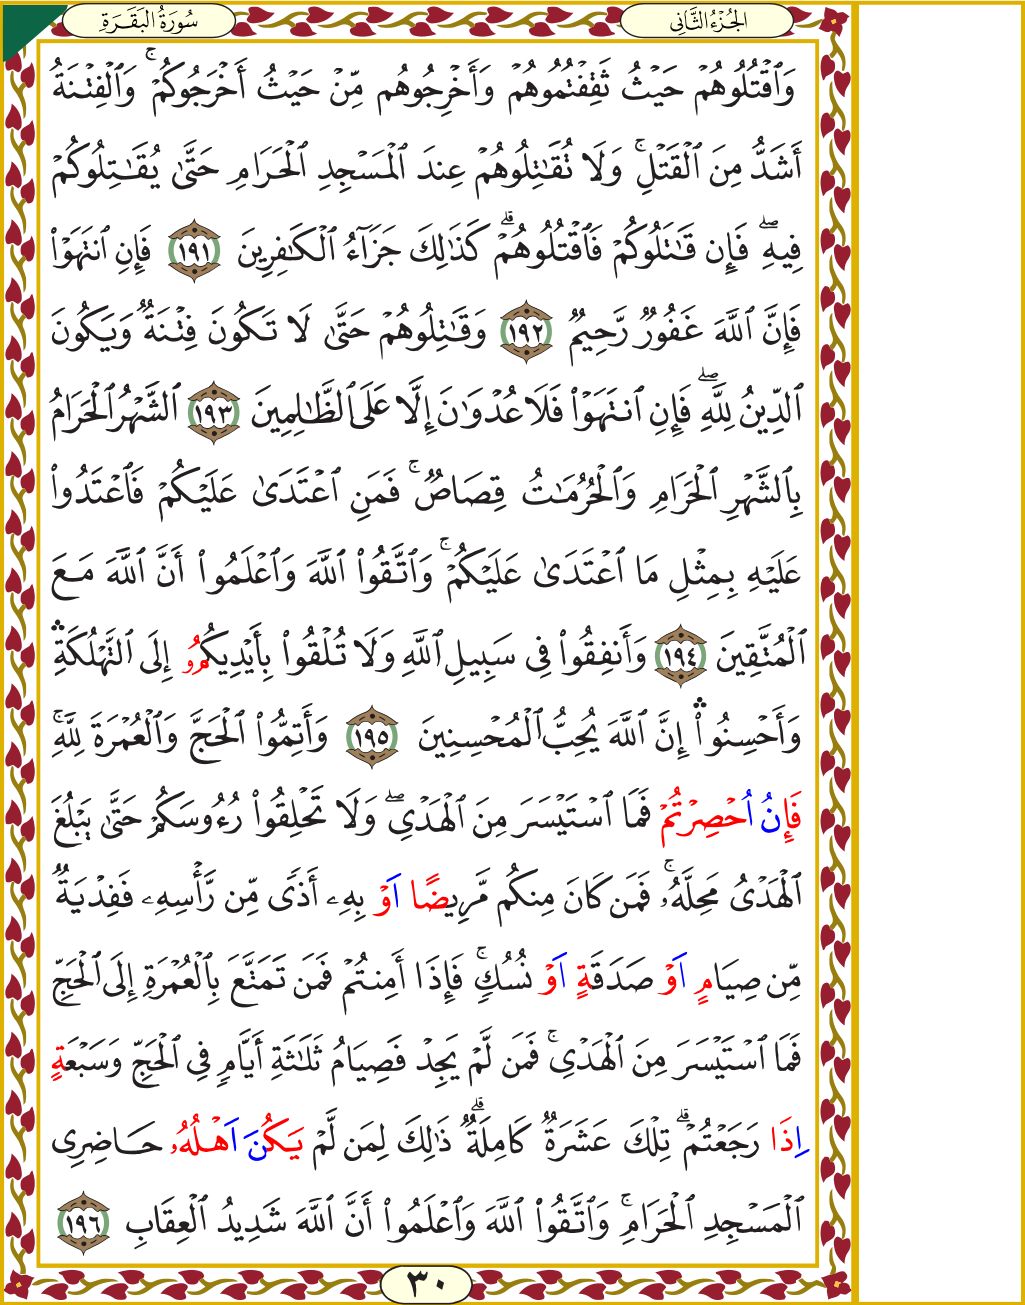 الجُزْءُ الثَّانِي
سُورَةُ البَقَرَةِ
وَٱقۡتُلُوهُمۡ حَيۡثُ ثَقِفۡتُمُوهُمۡ وَأَخۡرِجُوهُم مِّنۡ حَيۡثُ أَخۡرَجُوكُمۡۚ وَٱلۡفِتۡنَةُ
أَشَدُّ مِنَ ٱلۡقَتۡلِۚ وَلَا تُقَٰتِلُوهُمۡ عِندَ ٱلۡمَسۡجِدِ ٱلۡحَرَامِ حَتَّىٰ يُقَٰتِلُوكُمۡ
فِيهِۖ فَإِن قَٰتَلُوكُمۡ فَٱقۡتُلُوهُمۡۗ كَذَٰلِكَ جَزَآءُ ٱلۡكَٰفِرِينَ ١٩١ فَإِنِ ٱنتَهَوۡاْ
فَإِنَّ ٱللَّهَ غَفُورٞ رَّحِيمٞ ١٩٢ وَقَٰتِلُوهُمۡ حَتَّىٰ لَا تَكُونَ فِتۡنَةٞ وَيَكُونَ
ٱلدِّينُ لِلَّهِۖ فَإِنِ ٱنتَهَوۡاْ فَلَا عُدۡوَٰنَ إِلَّا عَلَى ٱلظَّٰلِمِينَ ١٩٣ ٱلشَّهۡرُ ٱلۡحَرَامُ
بِٱلشَّهۡرِ ٱلۡحَرَامِ وَٱلۡحُرُمَٰتُ قِصَاصٞۚ فَمَنِ ٱعۡتَدَىٰ عَلَيۡكُمۡ فَٱعۡتَدُواْ
عَلَيۡهِ بِمِثۡلِ مَا ٱعۡتَدَىٰ عَلَيۡكُمۡۚ وَٱتَّقُواْ ٱللَّهَ وَٱعۡلَمُواْ أَنَّ ٱللَّهَ مَعَ
ٱلۡمُتَّقِينَ ١٩٤ وَأَنفِقُواْ فِي سَبِيلِ ٱللَّهِ وَلَا تُلۡقُواْ بِأَيۡدِيكُمُۥ إِلَى ٱلتَّهۡلُكَةِۛ
وَأَحۡسِنُوٓاْۛ إِنَّ ٱللَّهَ يُحِبُّ ٱلۡمُحۡسِنِينَ ١٩٥ وَأَتِمُّواْ ٱلۡحَجَّ وَٱلۡعُمۡرَةَ لِلَّهِۚ
فَإِنُ اُحۡصِرۡتُمۡ فَمَا ٱسۡتَيۡسَرَ مِنَ ٱلۡهَدۡيِۖ وَلَا تَحۡلِقُواْ رُءُوسَكُمۡ حَتَّىٰ يَبۡلُغَ
ٱلۡهَدۡيُ مَحِلَّهُۥۚ فَمَن كَانَ مِنكُم مَّرِيضًا اَوۡ بِهِۦٓ أَذٗى مِّن رَّأۡسِهِۦ فَفِدۡيَةٞ
مِّن صِيَامٍ اَوۡ صَدَقَةٍ اَوۡ نُسُكٖۚ فَإِذَآ أَمِنتُمۡ فَمَن تَمَتَّعَ بِٱلۡعُمۡرَةِ إِلَى ٱلۡحَجِّ
فَمَا ٱسۡتَيۡسَرَ مِنَ ٱلۡهَدۡيِۚ فَمَن لَّمۡ يَجِدۡ فَصِيَامُ ثَلَٰثَةِ أَيَّامٖ فِي ٱلۡحَجِّ وَسَبۡعَةٍ
اِذَا رَجَعۡتُمۡۗ تِلۡكَ عَشَرَةٞ كَامِلَةٞۗ ذَٰلِكَ لِمَن لَّمۡ يَكُنَ اَهۡلُهُۥ حَاضِرِي
ٱلۡمَسۡجِدِ ٱلۡحَرَامِۚ وَٱتَّقُواْ ٱللَّهَ وَٱعۡلَمُوٓاْ أَنَّ ٱللَّهَ شَدِيدُ ٱلۡعِقَابِ ١٩٦
٣٠